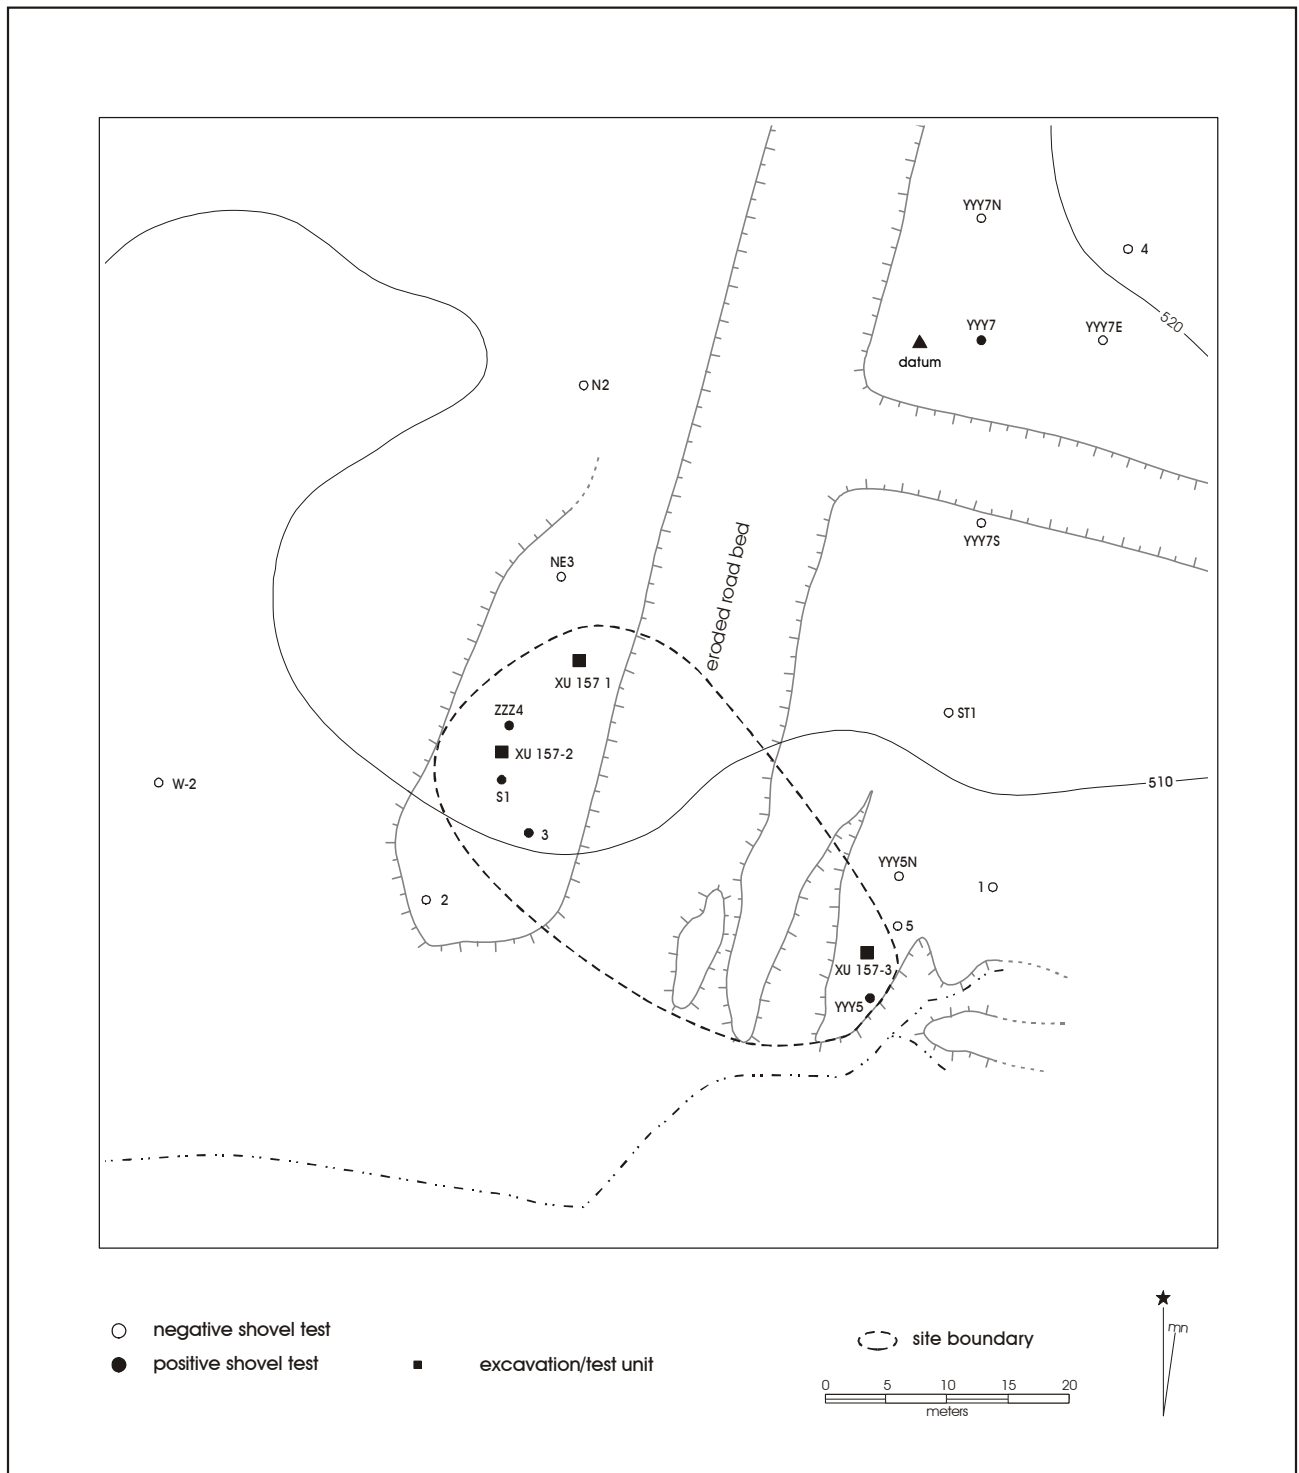 YYY7N
4
520
YYY7
YYY7E
datum
N2
eroded road bed
YYY7S
NE3
XU 157 1
ZZZ4
ST1
XU 157-2
W-2
510
S1
3
YYY5N
1
2
5
XU 157-3
YYY5
negative shovel test
positive shovel test
excavation/test unit
site boundary
0 5 10 15 20
meters
mn